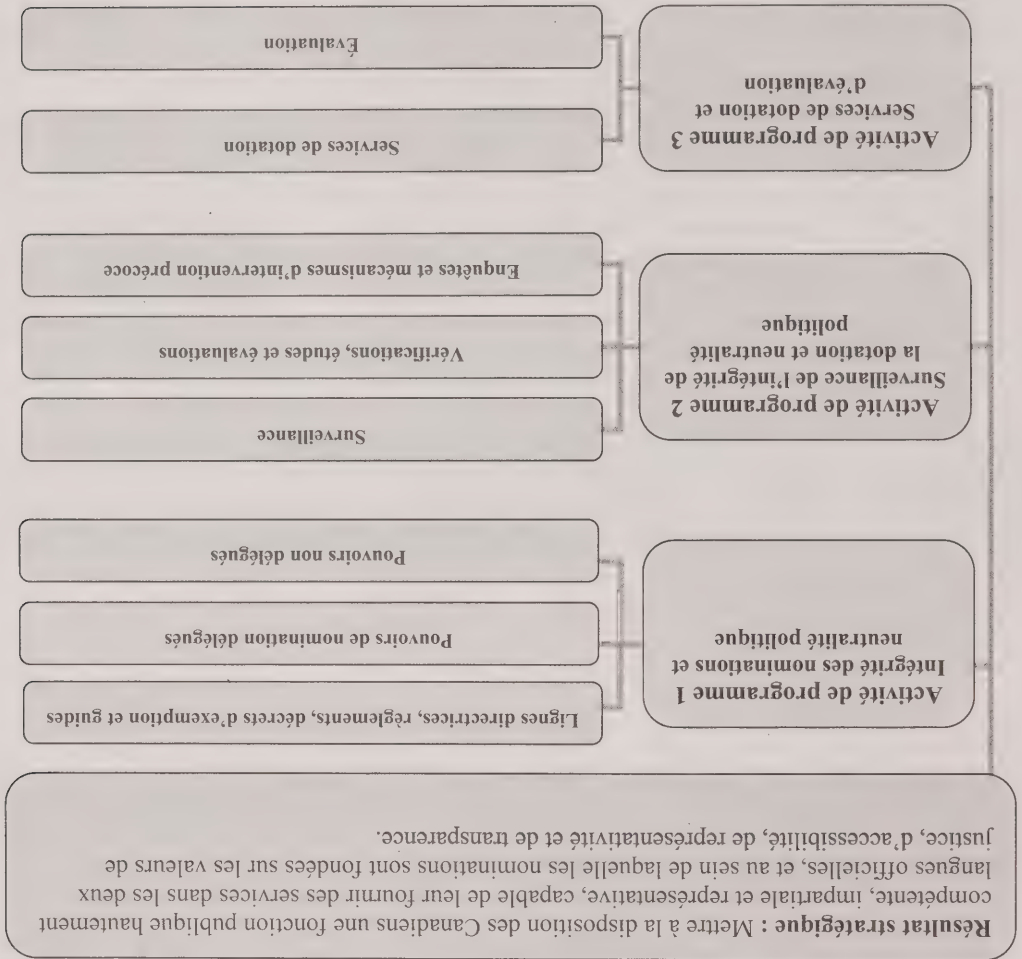 Résultat stratégique : Mettre à la disposition des Canadiens une fonction publique hautement
compétente, impartiale et représentative, capable de leur fournir des services dans les deux
langues officielles, et au sein de laquelle les nominations sont fondées sur les valeurs de
justice, d'accessibilité, de représentativité et de transparence.
Activité de programme 1
Intégrité des nominations et
neutralité politique
Lignes directrices, règlements, décrets d'exemption et guides
Pouvoirs de nomination délégués
Pouvoirs non délégués
Activité de programme 2
Surveillance de l'intégrité de
la dotation et neutralité
politique
Surveillance
Vérifications, études et évaluations
Enquêtes et mécanismes d'intervention précoce
Activité de programme 3
Services de dotation et
d'évaluation
Services de dotation
Évaluation